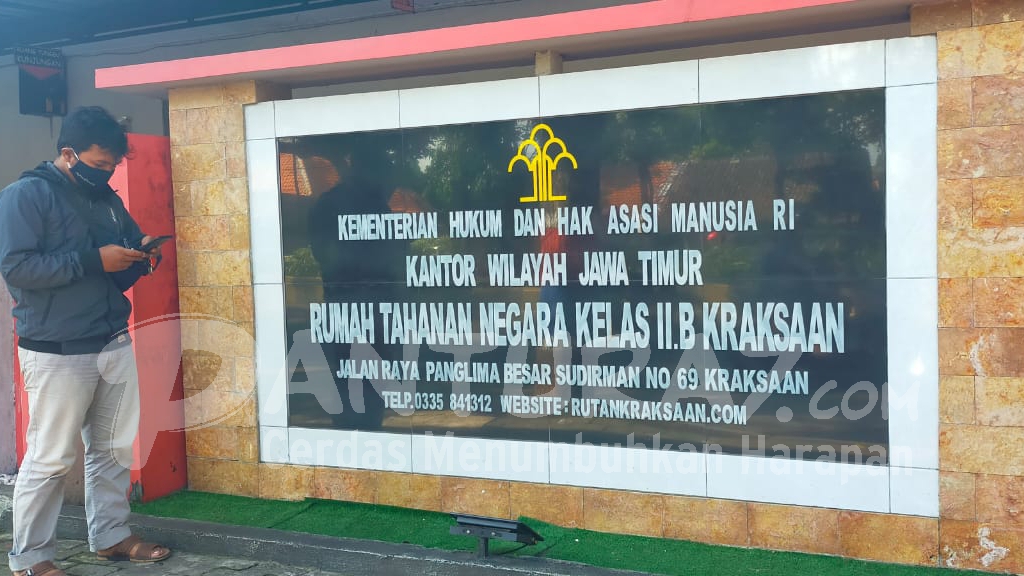 KUNJUNGAN
KEMENTERIAN HUKUM DAN HAK ASASI MANUSIA RI
KANTOR WILAYAH JAWA TIMUR
RUMAH TAHANAN NEGARA KELAS II.B KRAKSAAN
JALAN RAYA PANGLIMA BESAR SUDIRMAN NO 69 KRAKSAAN
TELP.0335 841312 WEBSITE:RUTANKRAKSAAN.COM
PANTURA7.COM
Cerdas Menumbuhkan Harapan